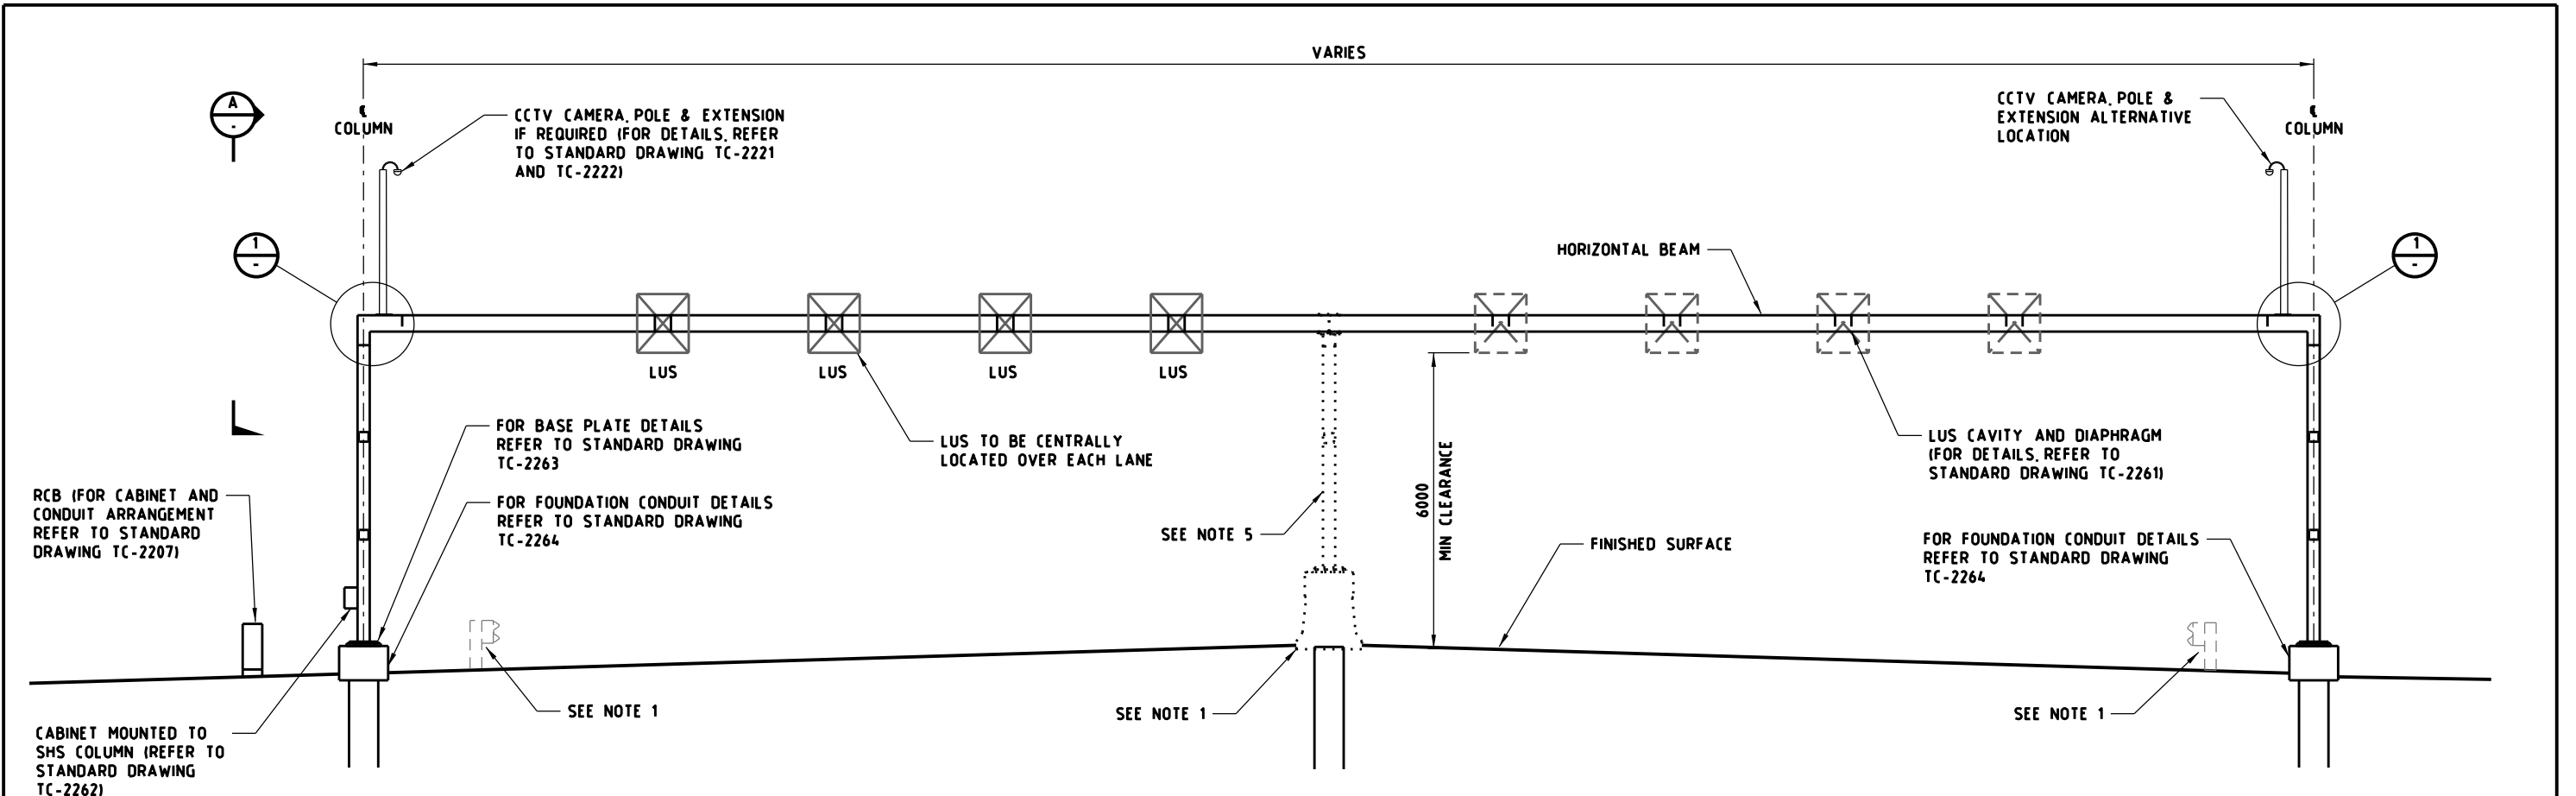 VARIES
A
-
℄
COLUMN
CCTV CAMERA, POLE & EXTENSION
IF REQUIRED (FOR DETAILS, REFER
TO STANDARD DRAWING TC-2221
AND TC-2222)
CCTV CAMERA, POLE &
EXTENSION ALTERNATIVE
LOCATION
℄
COLUMN
1
-
HORIZONTAL BEAM
1
-
LUS
LUS
LUS
LUS
FOR BASE PLATE DETAILS
REFER TO STANDARD DRAWING
TC-2263
LUS TO BE CENTRALLY
LOCATED OVER EACH LANE
6000
MIN CLEARANCE
LUS CAVITY AND DIAPHRAGM
(FOR DETAILS, REFER TO
STANDARD DRAWING TC-2261)
RCB (FOR CABINET AND
CONDUIT ARRANGEMENT
REFER TO STANDARD
DRAWING TC-2207)
FOR FOUNDATION CONDUIT DETAILS
REFER TO STANDARD DRAWING
TC-2264
SEE NOTE 5
FINISHED SURFACE
FOR FOUNDATION CONDUIT DETAILS
REFER TO STANDARD DRAWING
TC-2264
SEE NOTE 1
SEE NOTE 1
SEE NOTE 1
CABINET MOUNTED TO
SHS COLUMN (REFER TO
STANDARD DRAWING
TC-2262)